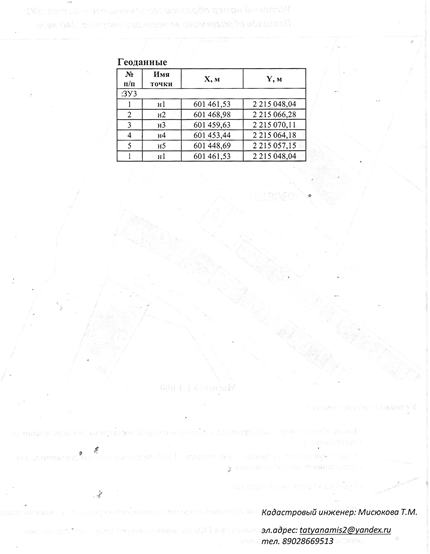 Геоданные
№ п/п Имя точки X, м Y, м
:ЗУ3
1 н1 601 461,53 2 215 048,04
2 н2 601 468,98 2 215 066,28
3 н3 601 459,63 2 215 070,11
4 н4 601 453,44 2 215 064,18
5 н5 601 448,69 2 215 057,15
1 н1 601 461,53 2 215 048,04
Кадастровый инженер: Мисюкова Т.М.
эл.адрес: tatyanamis2@yandex.ru
тел. 89028669513